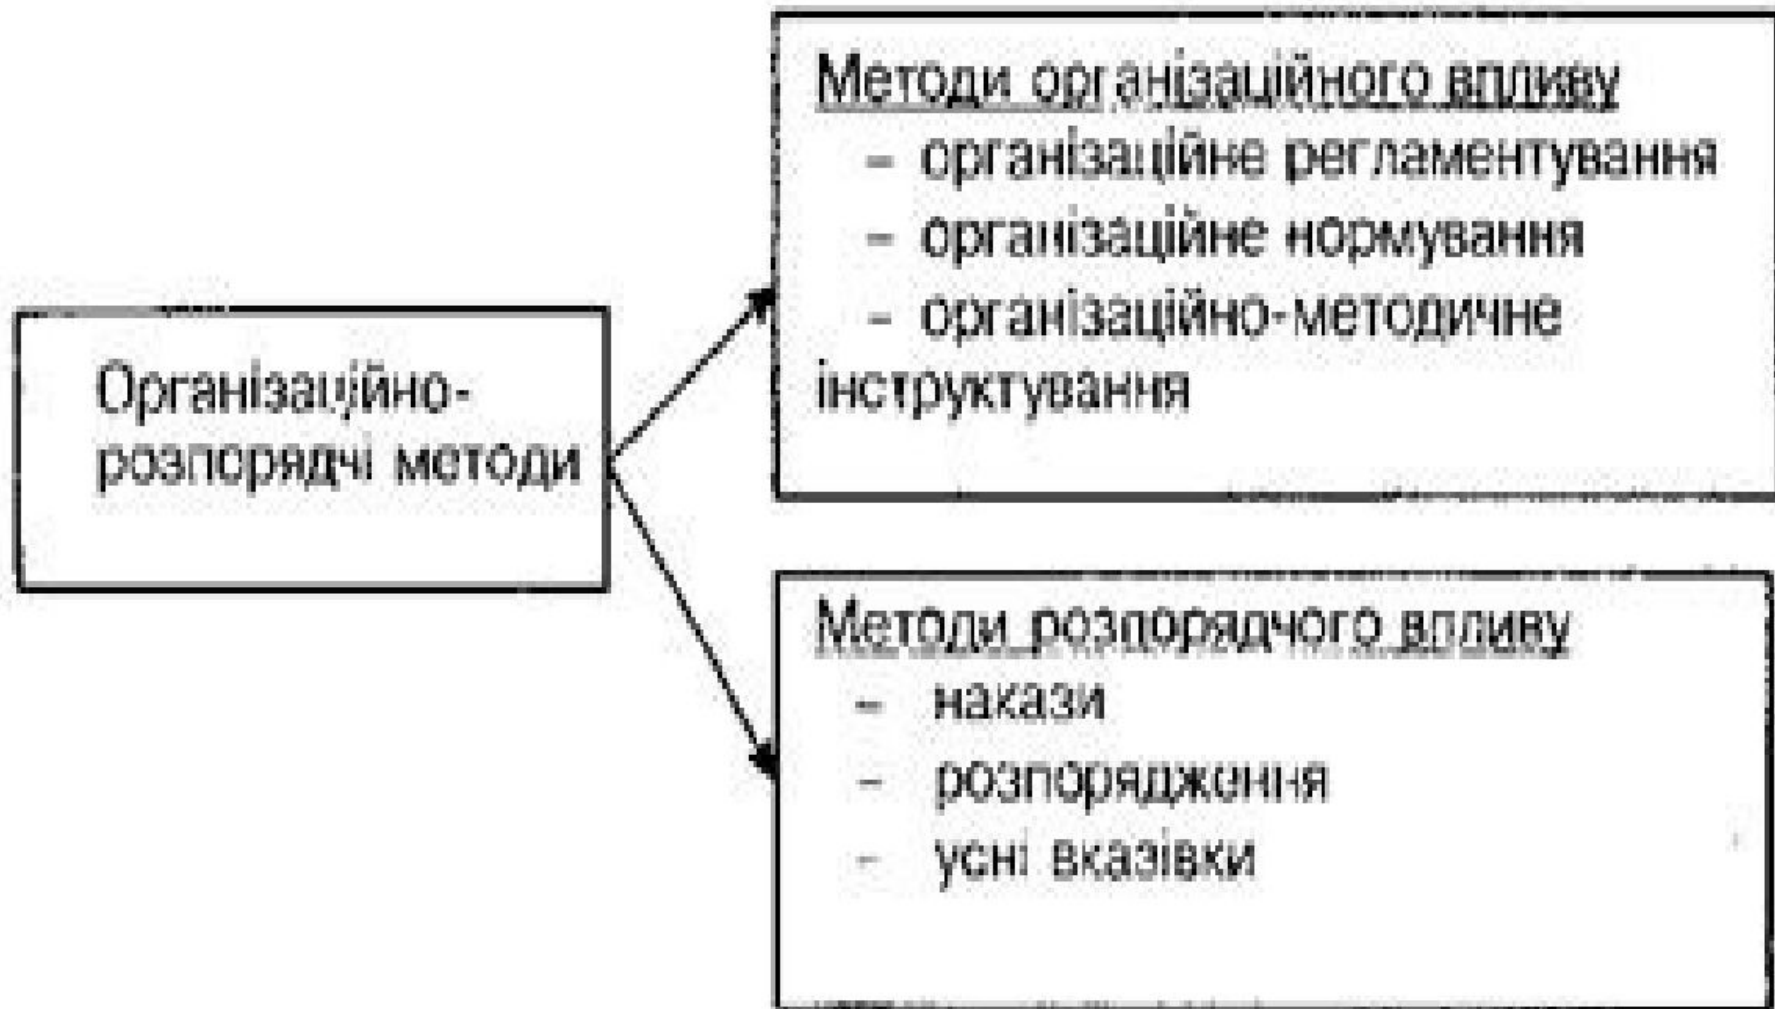 Організаційно-
розпорядчі методи
Методи організаційного впливу
- організаційне регламентування
- організаційне нормування
- організаційно-методичне
інструктування
Методи розпорядчого впливу
- накази
- розпорядження
- усні вказівки